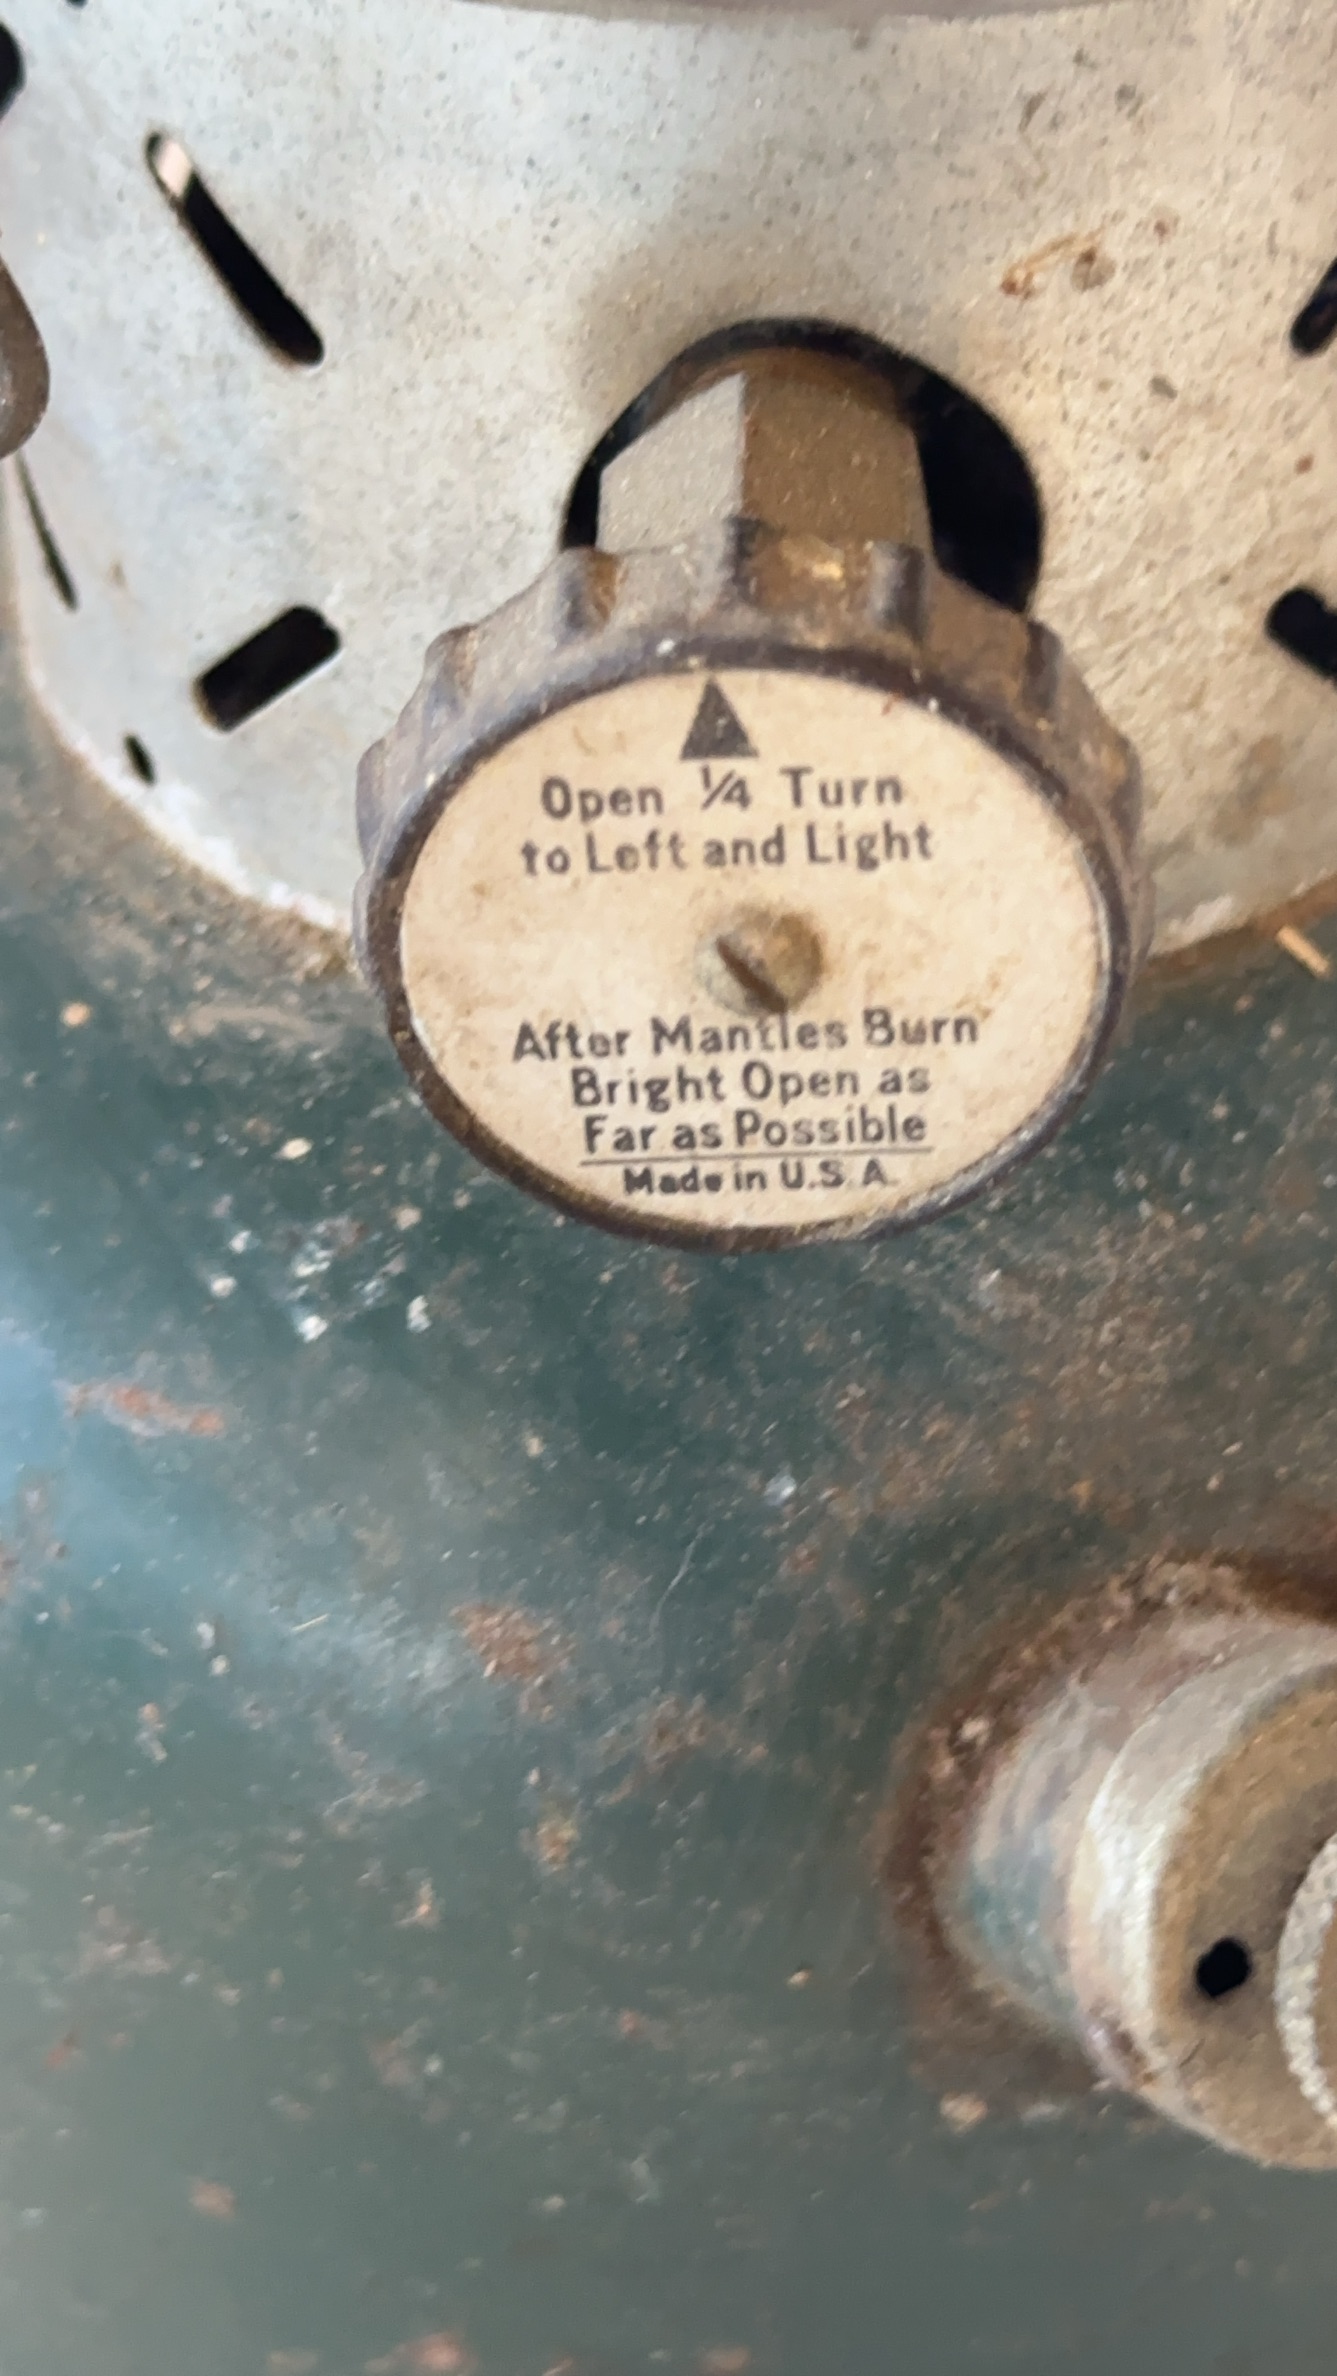 Open ¼ Turn
to Left and Light
After Mantles Burn
Bright Open as
Far as Possible
Made in U.S.A.